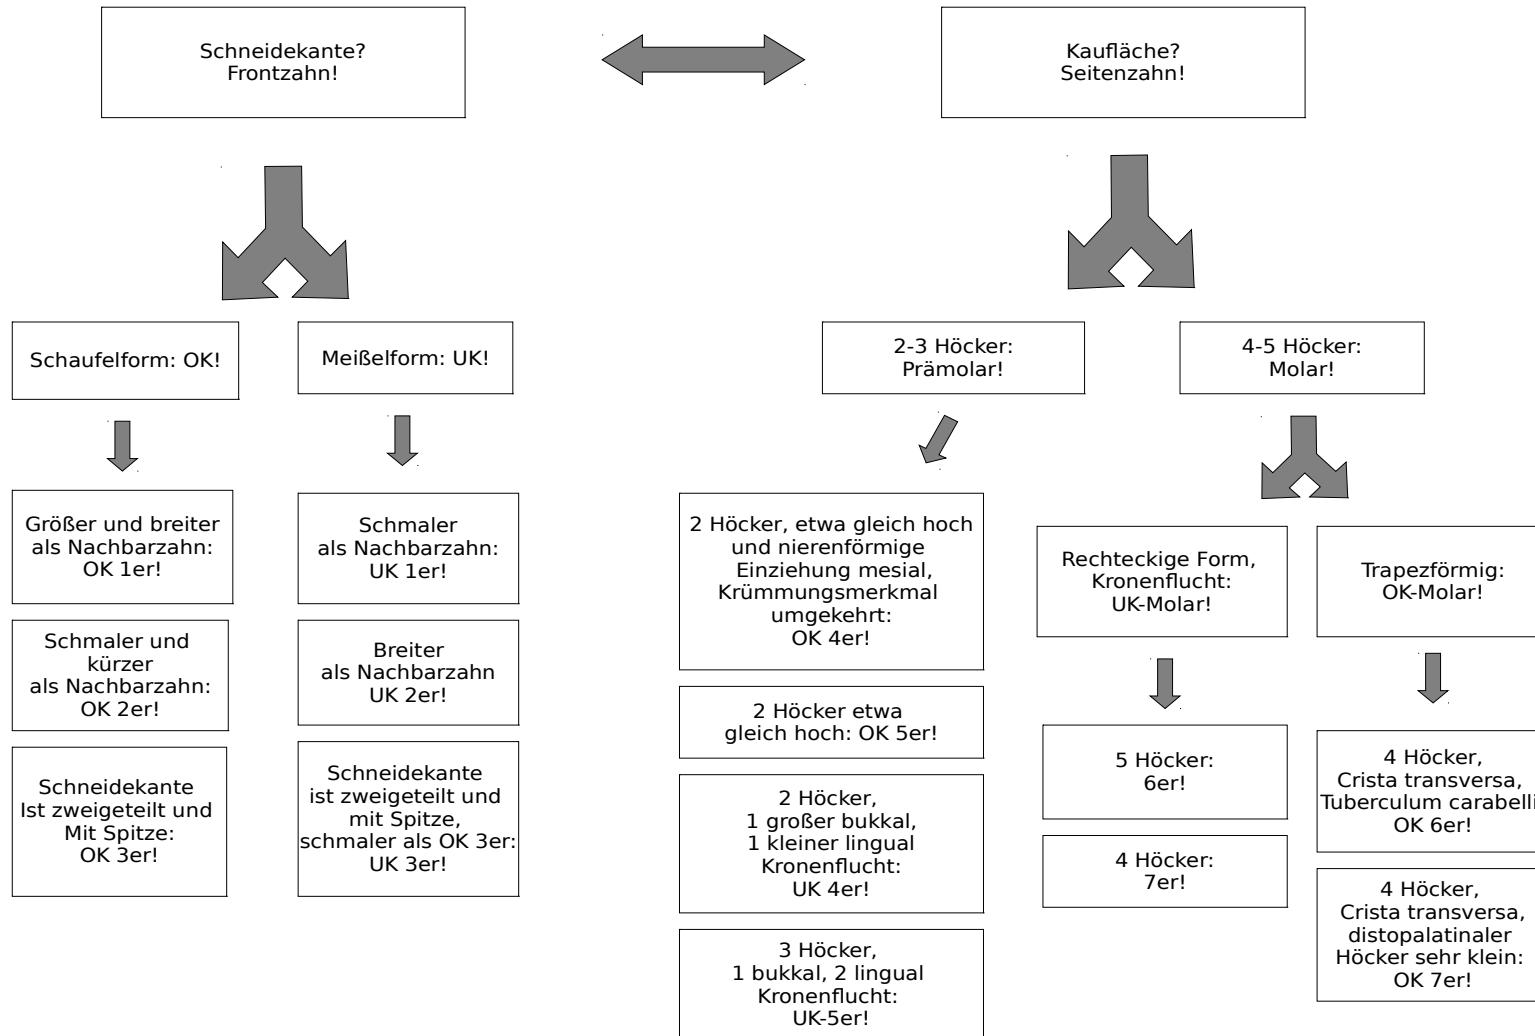 Schneidekante?
Frontzahn!
Kaufläche?
Seitenzahn!
Schaufelform: OK!
Meißelform: UK!
2-3 Höcker:
Prämolar!
4-5 Höcker:
Molar!
Größer und breiter
als Nachbarzahn:
OK 1er!
Schmaler und
kürzer
als Nachbarzahn:
OK 2er!
Schneidekante
Ist zweigeteilt und
Mit Spitze:
OK 3er!
Schmaler
als Nachbarzahn:
UK 1er!
Breiter
als Nachbarzahn
UK 2er!
Schneidekante
ist zweigeteilt und
mit Spitze,
schmaler als OK 3er:
UK 3er!
2 Höcker, etwa gleich hoch
und nierenförmige
Einziehung mesial,
Krümmungsmerkmal
umgekehrt:
OK 4er!
2 Höcker etwa
gleich hoch: OK 5er!
2 Höcker,
1 großer bukkal,
1 kleiner lingual
Kronenflucht:
UK 4er!
3 Höcker,
1 bukkal, 2 lingual
Kronenflucht:
UK-5er!
Rechteckige Form,
Kronenflucht:
UK-Molar!
5 Höcker:
6er!
4 Höcker:
7er!
Trapezförmig:
OK-Molar!
4 Höcker,
Crista transversa,
Tuberculum carabelli
OK 6er!
4 Höcker,
Crista transversa,
distopalatinaler
Höcker sehr klein:
OK 7er!